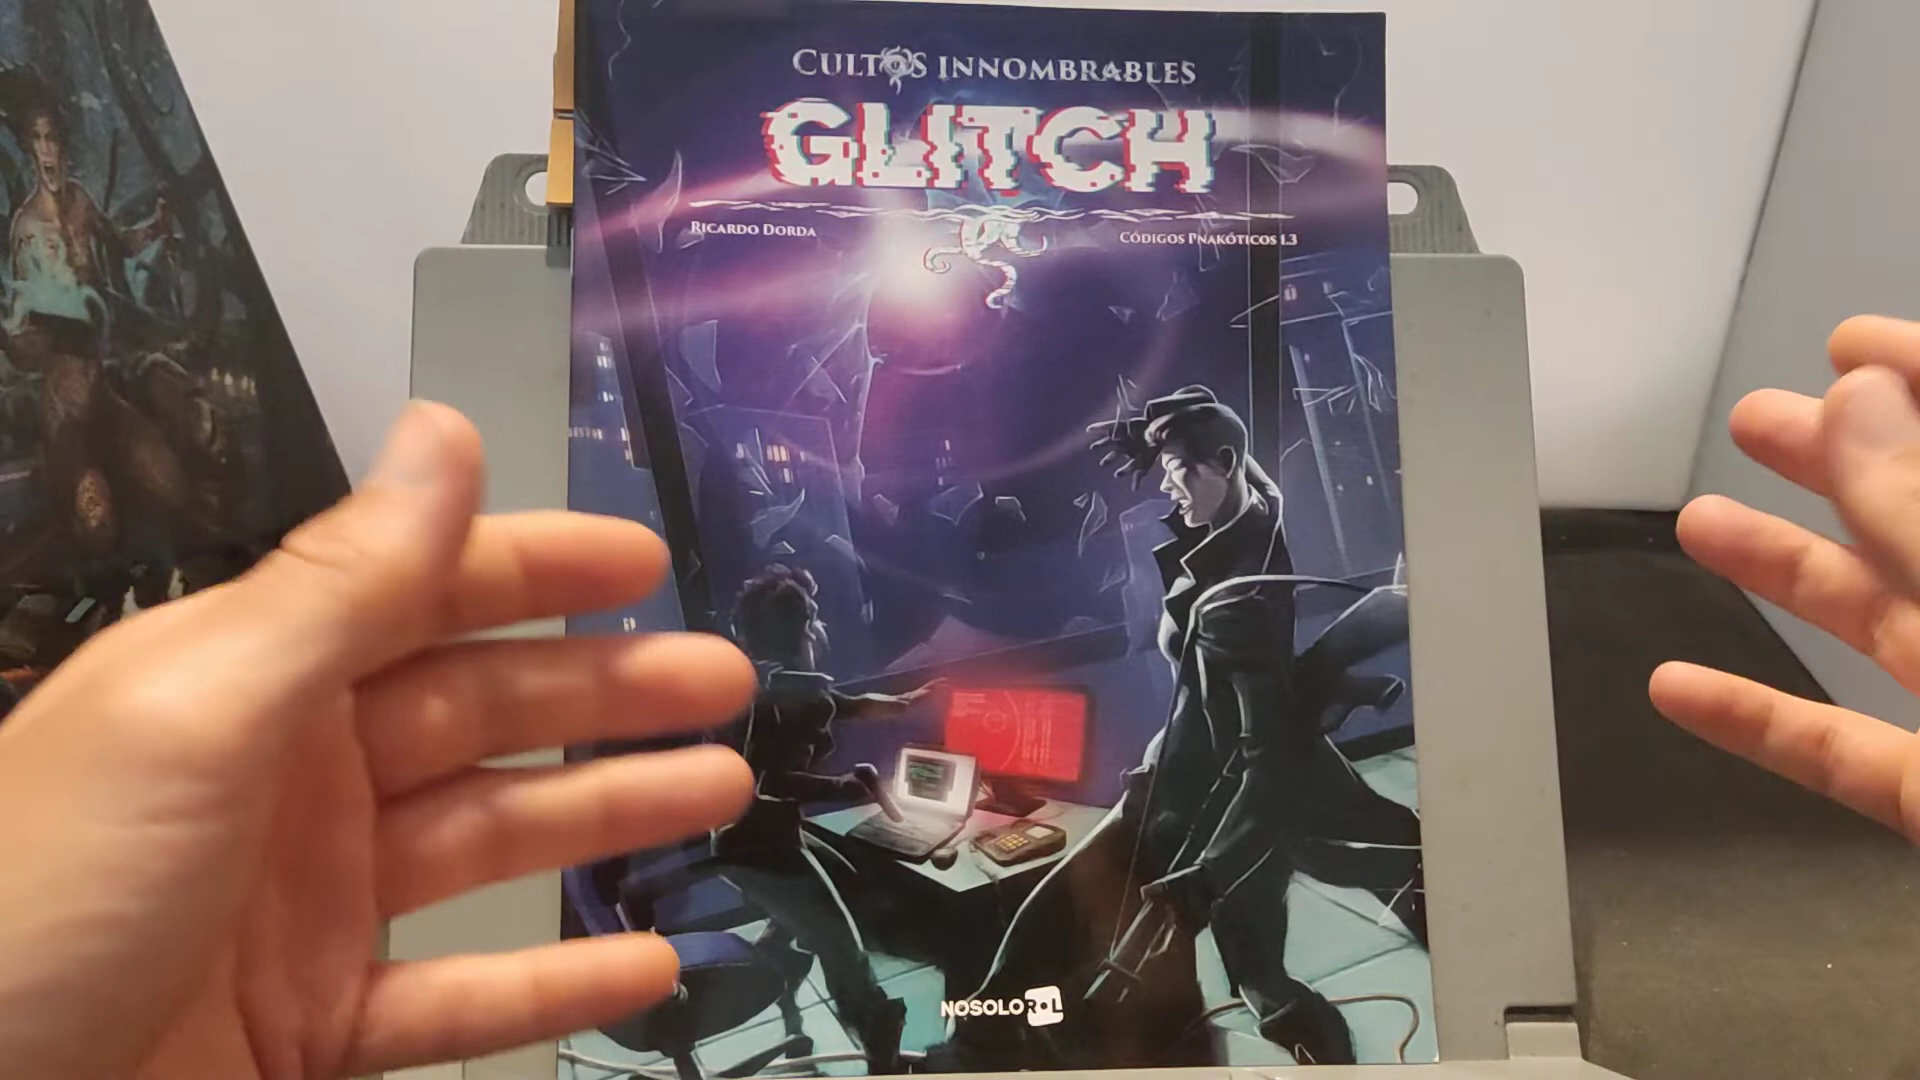 CULTOS INNOMBRABLES
GLITCH
RICARDO DORDA
CÓDIGOS PNAKÓTICOS 1.3
NOSOLOROL